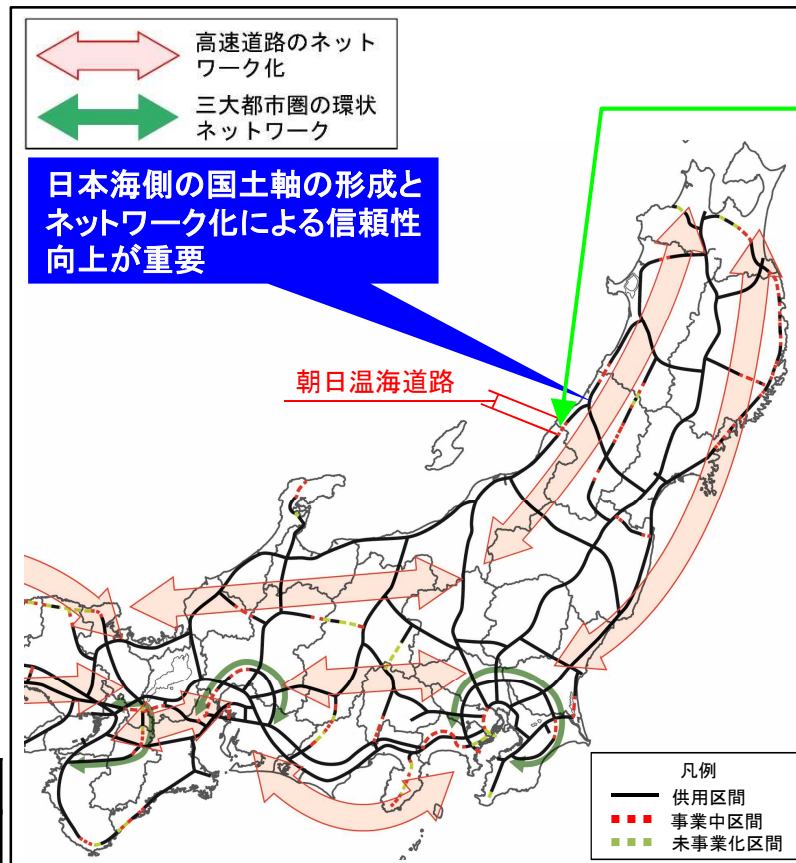 高速道路のネット
ワーク化
三大都市圏の環状
ネットワーク
日本海側の国土軸の形成と
ネットワーク化による信頼性
向上が重要
朝日温海道路
凡例
供用区間
事業中区間
未事業化区間